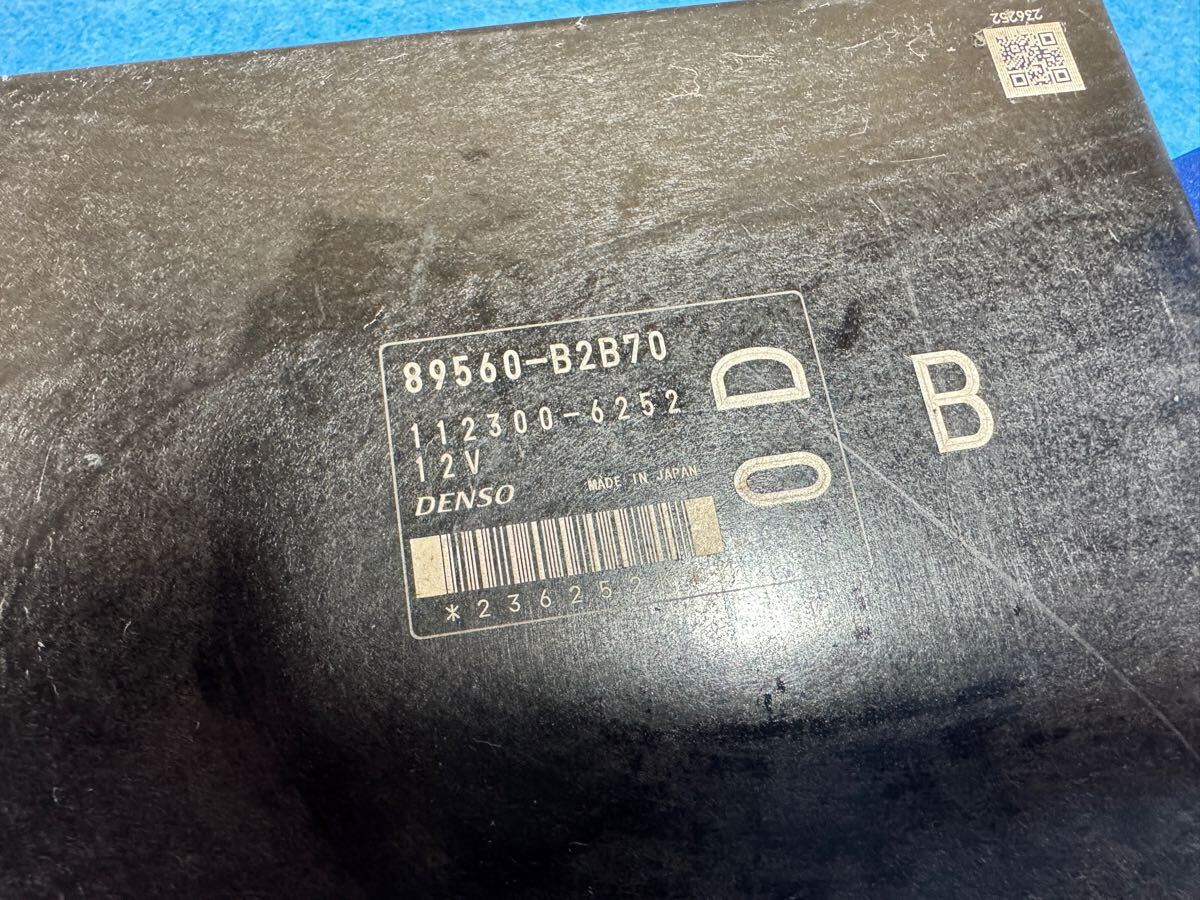 236252
89560-B2B70
112300-6252
12V
DENSO MADE IN JAPAN
D
0
B